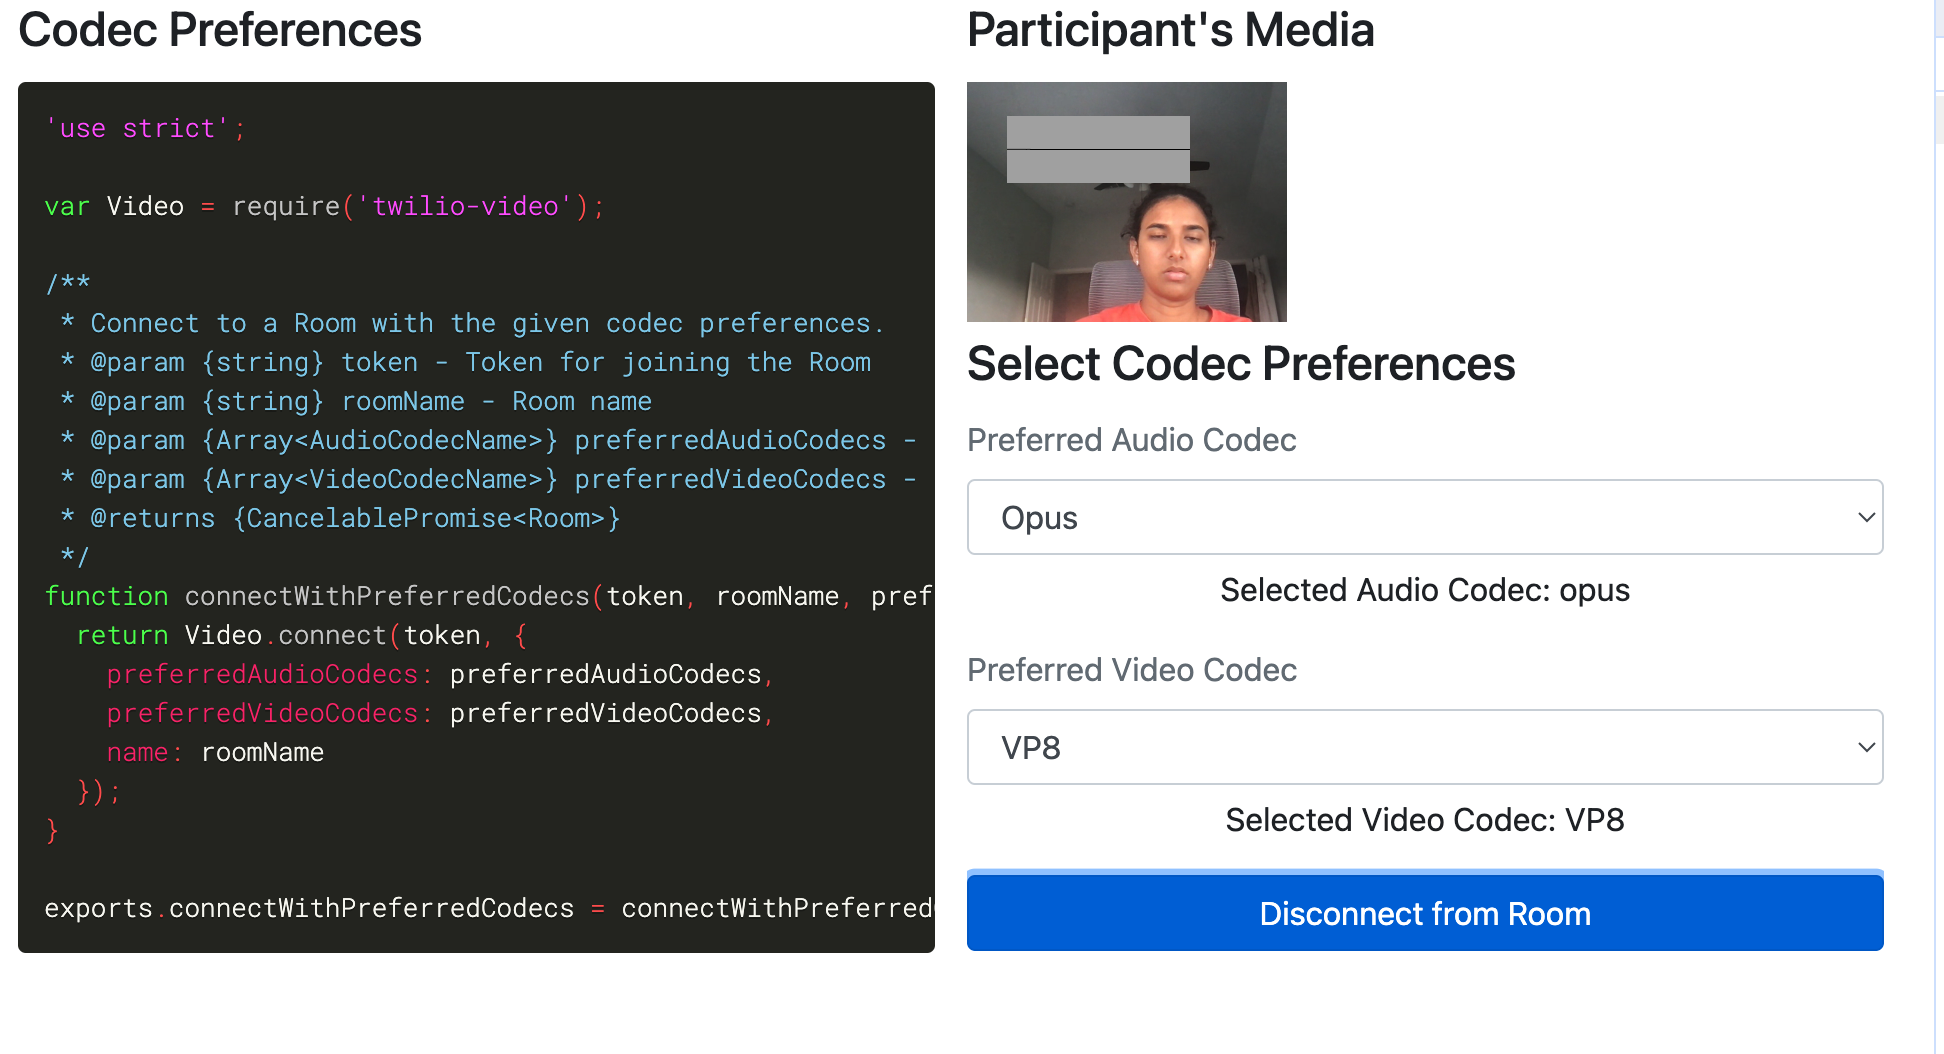 Codec Preferences
'use strict';
var Video = require('twilio-video');
/**
* Connect to a Room with the given codec preferences.
* @param {string} token - Token for joining the Room
* @param {string} roomName - Room name
* @param {Array<AudioCodecName>} preferredAudioCodecs -
* @param {Array<VideoCodecName>} preferredVideoCodecs -
* @returns {CancelablePromise<Room>}
*/
function connectWithPreferredCodecs(token, roomName, pref
return Video.connect(token, {
preferredAudioCodecs: preferredAudioCodecs,
preferredVideoCodecs: preferredVideoCodecs,
name: roomName
});
}
exports.connectWithPreferredCodecs = connectWithPreferred
Participant's Media
Select Codec Preferences
Preferred Audio Codec
Opus
Selected Audio Codec: opus
Preferred Video Codec
VP8
Selected Video Codec: VP8
Disconnect from Room